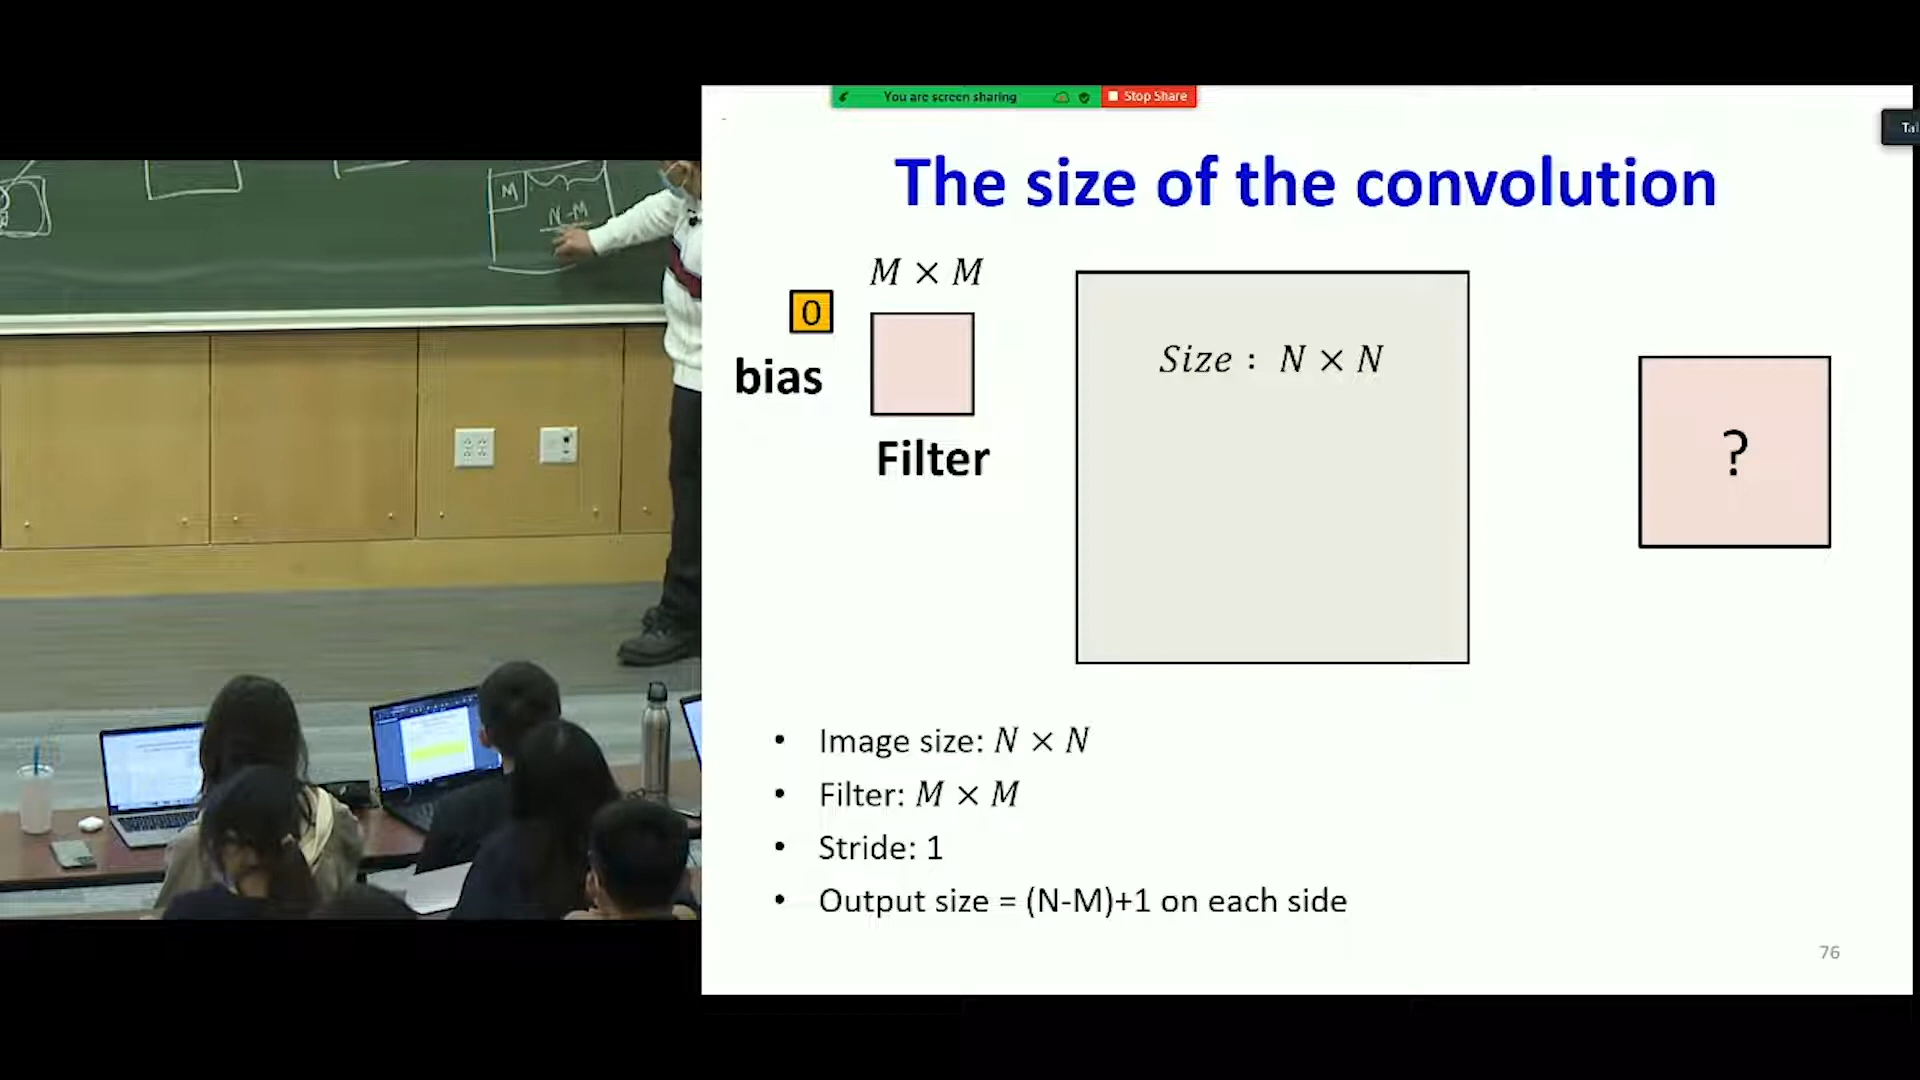 You are screen sharing
Stop Share
The size of the convolution
M × M
0
bias
Filter
Size : N × N
?
M
N-M
• Image size: N × N
• Filter: M × M
• Stride: 1
• Output size = (N-M)+1 on each side
76